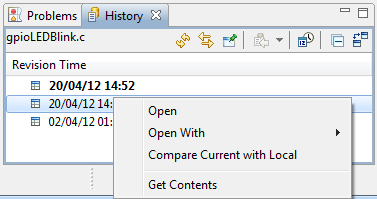 Problems History
gpioLEDBlink.c
Revision Time
20/04/12 14:52
20/04/12 14:
02/04/12 01:
Open
Open With
Compare Current with Local
Get Contents